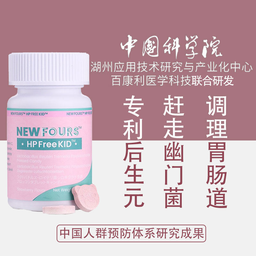 中國科学院
湖州应用技术研究与产业化中心
百康利医学科技联合研发
调理胃肠道
赶走幽门菌
专利后生元
NEW FOURS
HP Free KID
中国人群预防体系研究成果